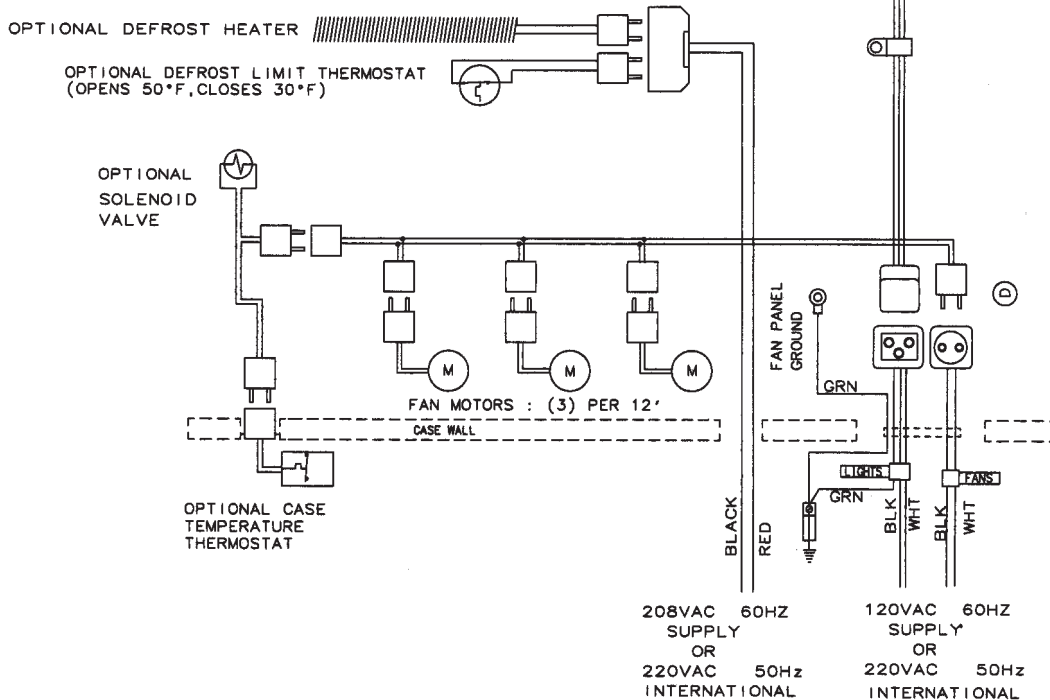 OPTIONAL DEFROST HEATER
OPTIONAL DEFROST LIMIT THERMOSTAT
(OPENS 50°F,CLOSES 30°F)
OPTIONAL
SOLENOID
VALVE
D
FAN PANEL
GROUND
M
M
M
GRN
FAN MOTORS : (3) PER 12'
CASE WALL
LIGHTS
FANS
GRN
OPTIONAL CASE
TEMPERATURE
THERMOSTAT
BLACK
RED
BLK
WHT
BLK
WHT
208VAC 60HZ
SUPPLY
OR
220VAC 50Hz
INTERNATIONAL
120VAC 60HZ
SUPPLY
OR
220VAC 50Hz
INTERNATIONAL